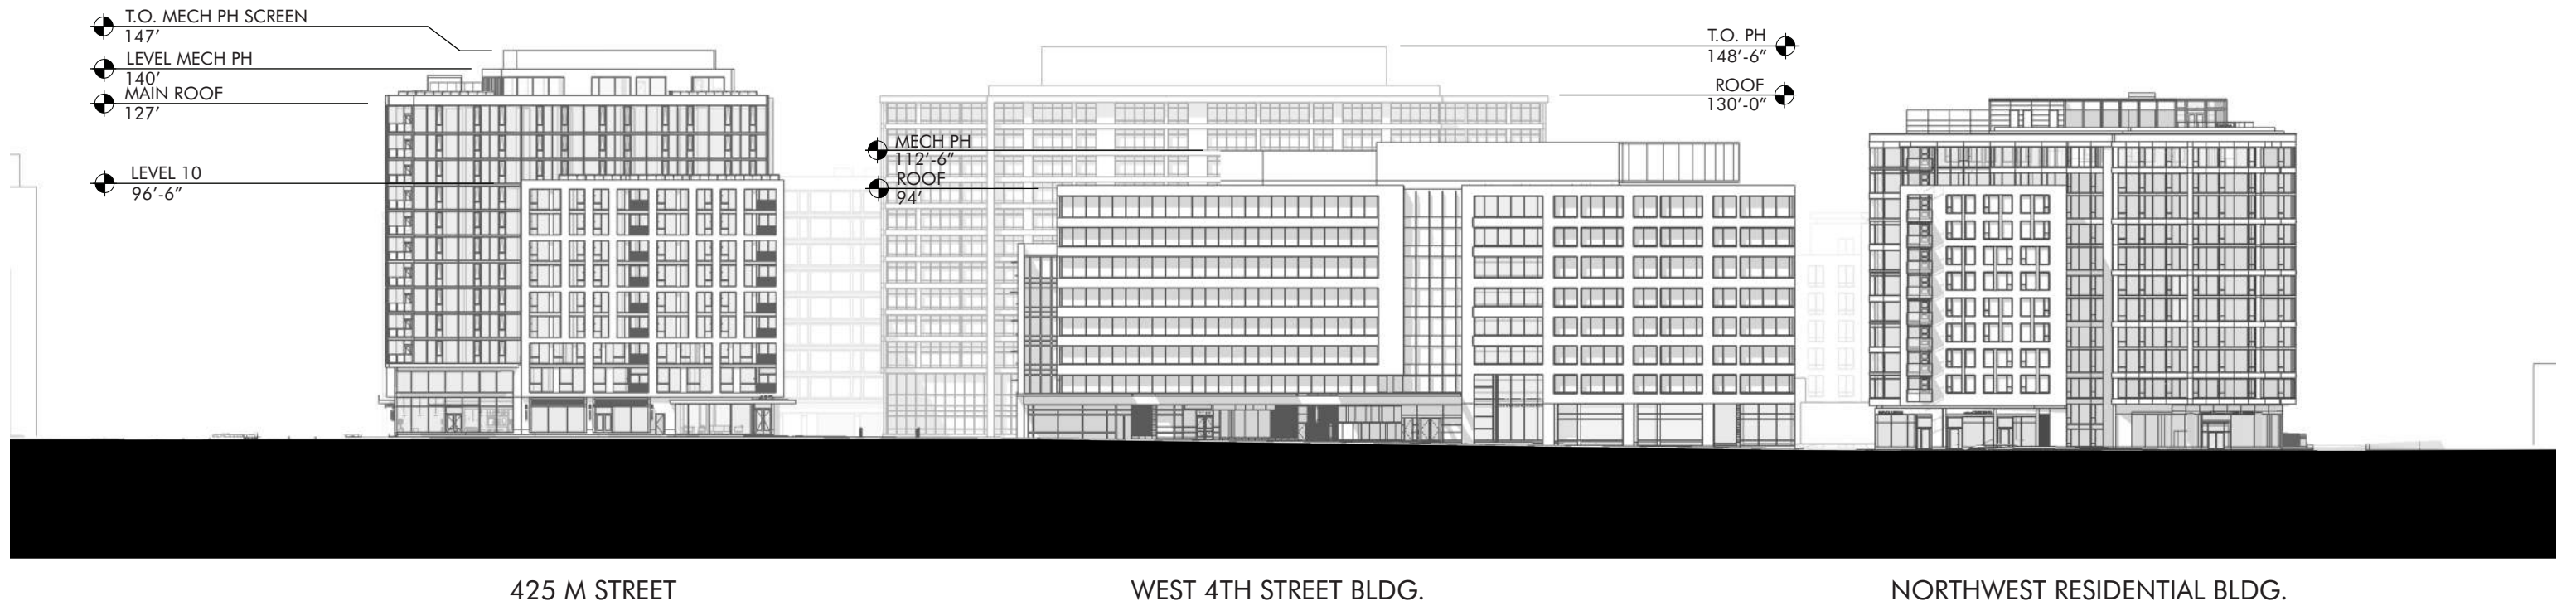 T.O. MECH PH SCREEN
147'
LEVEL MECH PH
140'
MAIN ROOF
127'
LEVEL 10
96'-6"
MECH PH
112'-6"
ROOF
94'
T.O. PH
148'-6"
ROOF
130'-0"
425 M STREET
WEST 4TH STREET BLDG.
NORTHWEST RESIDENTIAL BLDG.